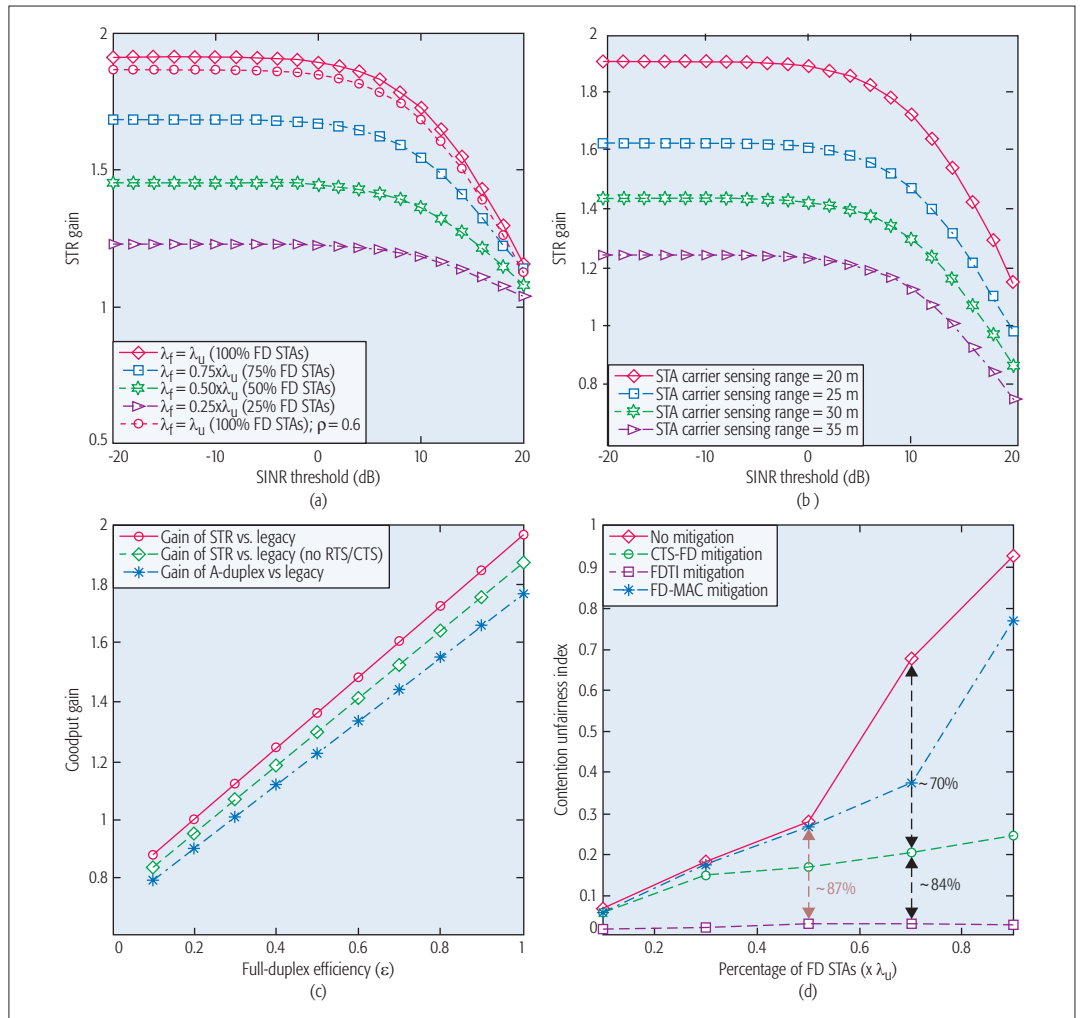 2
1.5
1
0.5
STR gain
λf = λu (100% FD STAs)
λf = 0.75xλu (75% FD STAs)
λf = 0.50xλu (50% FD STAs)
λf = 0.25xλu (25% FD STAs)
λf = λu (100% FD STAs); ρ = 0.6
-20 -10 0 10 20
SINR threshold (dB)
(a)
2
1.8
1.6
1.4
1.2
1
0.8
STR gain
STA carrier sensing range = 20 m
STA carrier sensing range = 25 m
STA carrier sensing range = 30 m
STA carrier sensing range = 35 m
-20 -10 0 10 20
SINR threshold (dB)
(b )
2
1.8
1.6
1.4
1.2
1
0.8
Goodput gain
Gain of STR vs. legacy
Gain of STR vs. legacy (no RTS/CTS)
Gain of A-duplex vs legacy
0 0.2 0.4 0.6 0.8 1
Full-duplex efficiency (ε)
(c)
1
0.9
0.8
0.7
0.6
0.5
0.4
0.3
0.2
0.1
0
Contention unfairness index
No mitigation
CTS-FD mitigation
FDTI mitigation
FD-MAC mitigation
~70%
~87%
~84%
0.2 0.4 0.6 0.8
Percentage of FD STAs (x λu)
(d)